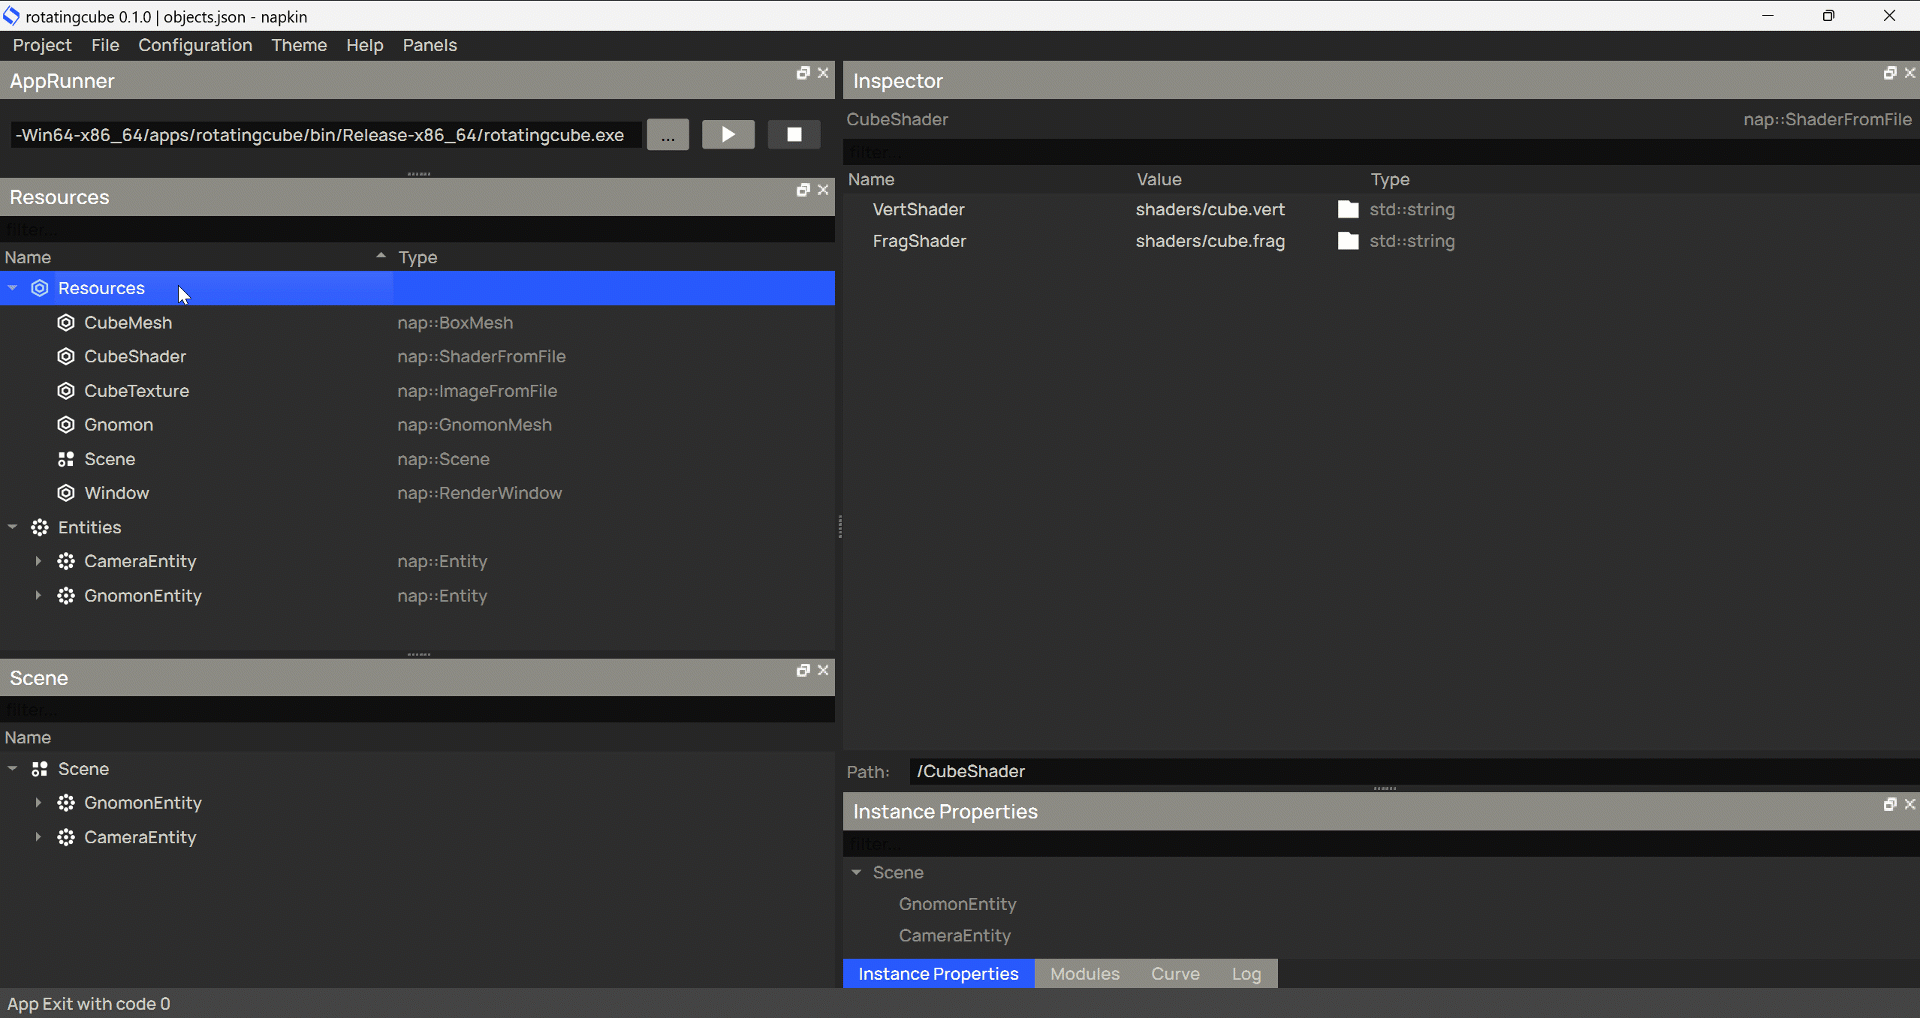 rotatingcube 0.1.0 | objects.json - napkin
Project File Configuration Theme Help Panels
AppRunner
-Win64-x86_64/apps/rotatingcube/bin/Release-x86_64/rotatingcube.exe ...
Resources
filter...
Name Type
Resources
CubeMesh nap::BoxMesh
CubeShader nap::ShaderFromFile
CubeTexture nap::ImageFromFile
Gnomon nap::GnomonMesh
Scene nap::Scene
Window nap::RenderWindow
Entities
CameraEntity nap::Entity
GnomonEntity nap::Entity
Scene
filter...
Name
Scene
GnomonEntity
CameraEntity
Inspector
CubeShader nap::ShaderFromFile
filter...
Name Value Type
VertShader shaders/cube.vert std::string
FragShader shaders/cube.frag std::string
Path: /CubeShader
Instance Properties
filter...
Scene
GnomonEntity
CameraEntity
Instance Properties Modules Curve Log
App Exit with code 0